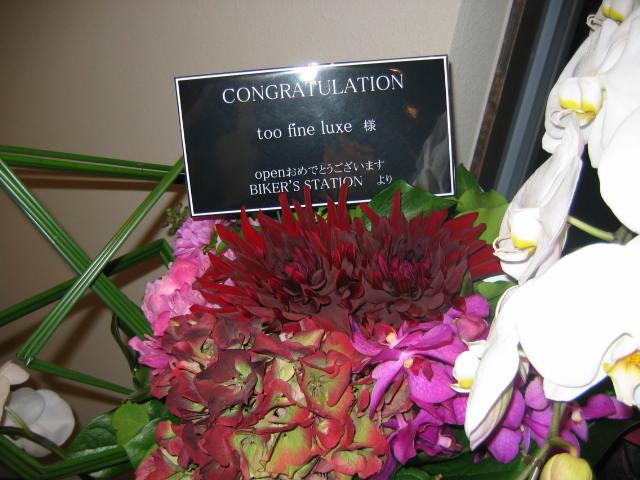 CONGRATULATION
too fine luxe 様
openおめでとうございます
BIKER'S STATION より